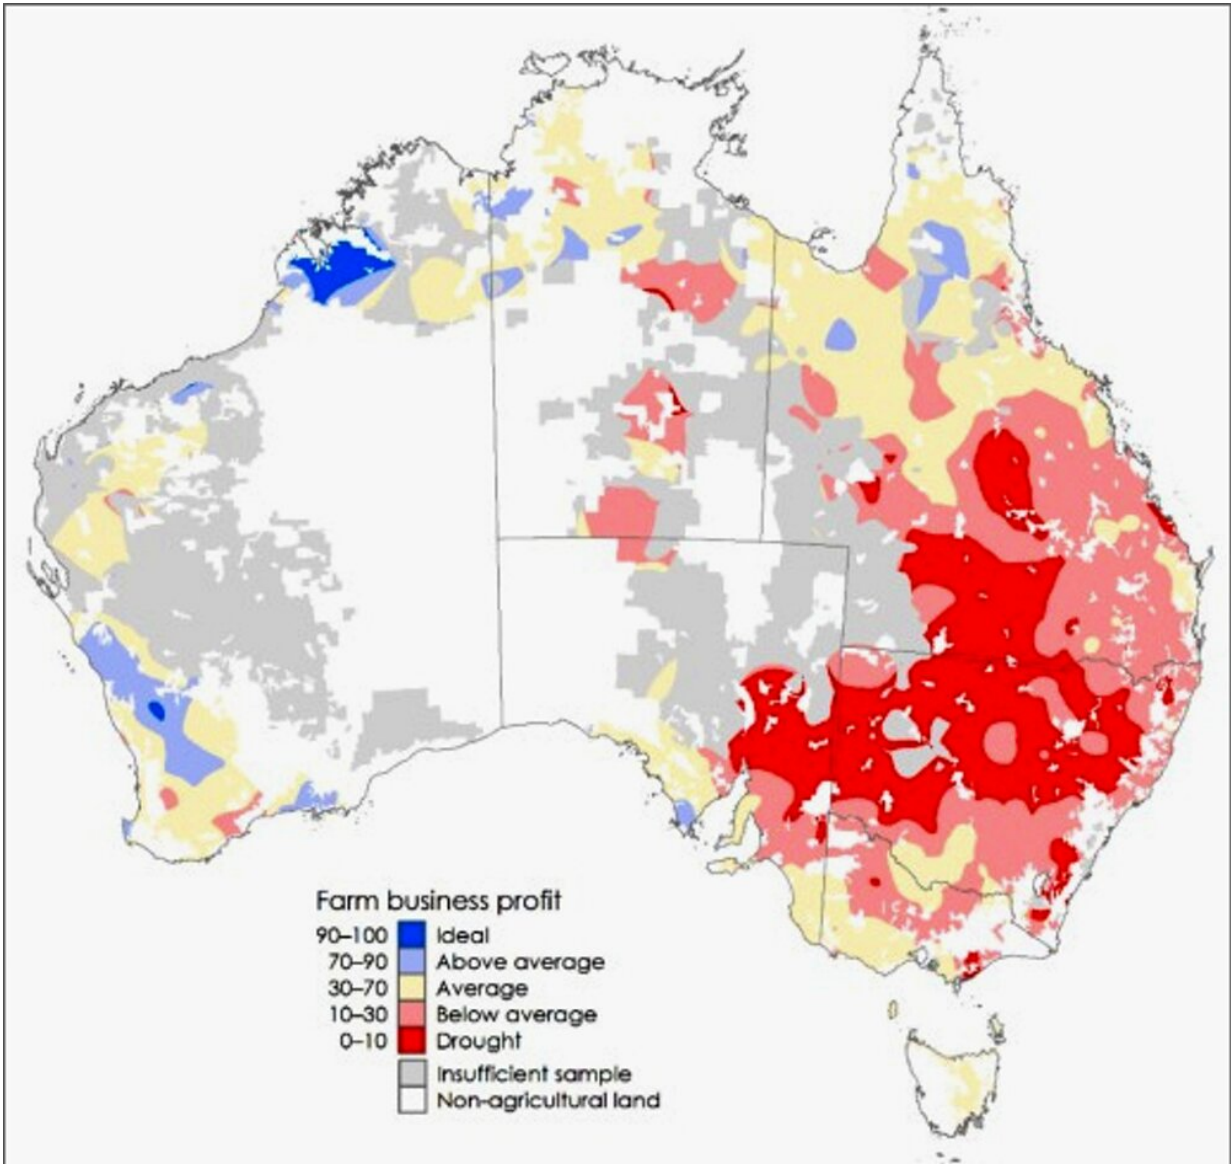 Farm business profit
90–100 Ideal
70–90 Above average
30–70 Average
10–30 Below average
0–10 Drought
Insufficient sample
Non-agricultural land